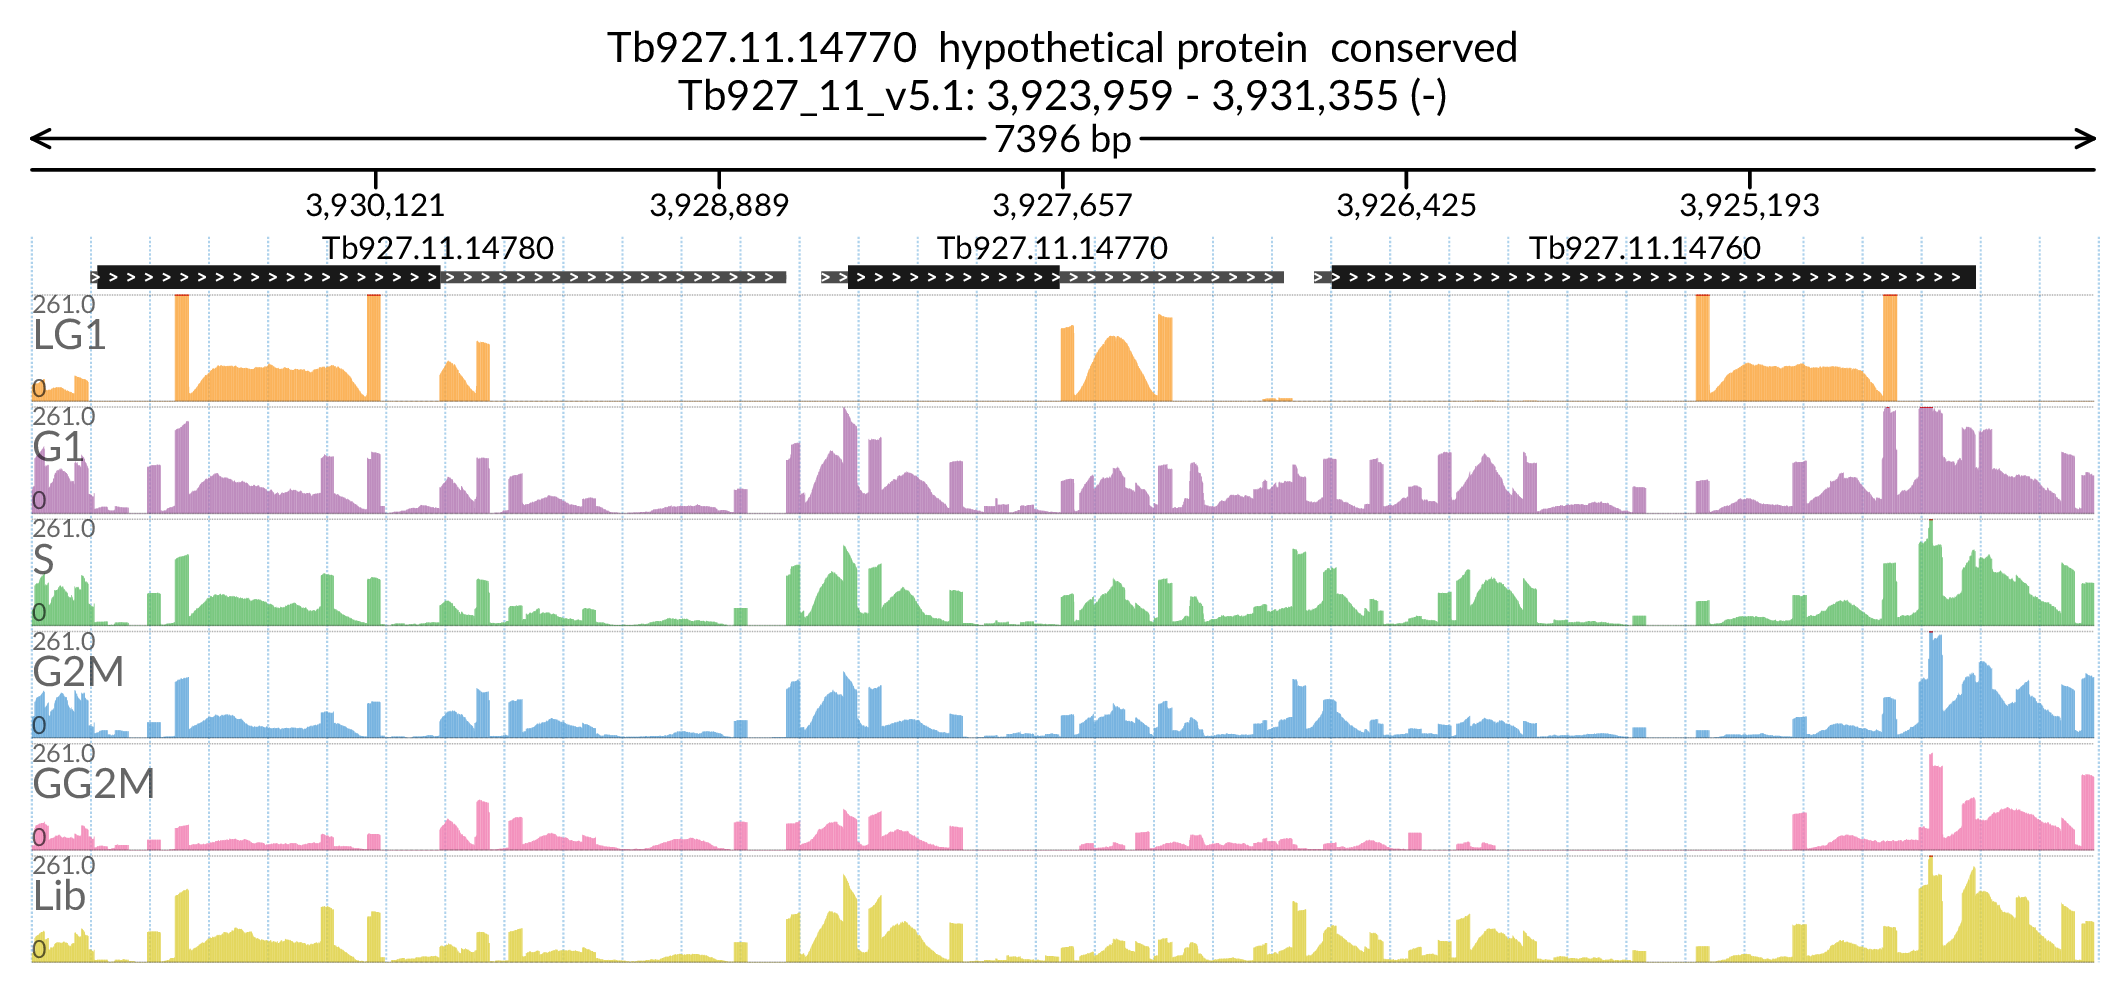 Tb927.11.14770  hypothetical protein  conserved
Tb927_11_v5.1: 3,923,959 - 3,931,355 (-)
7396 bp
3,930,121 3,928,889 3,927,657 3,926,425 3,925,193
Tb927.11.14780 Tb927.11.14770 Tb927.11.14760
261.0
LG1
0
261.0
G1
0
261.0
S
0
261.0
G2M
0
261.0
GG2M
0
261.0
Lib
0